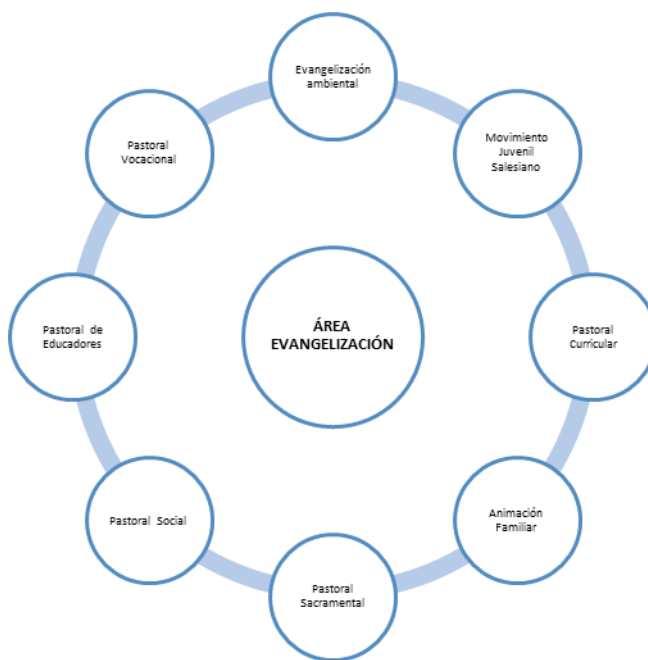 Evangelización
ambiental
Movimiento
Juvenil
Salesiano
Pastoral
Curricular
Animación
Familiar
Pastoral
Sacramental
Pastoral Social
Pastoral de
Educadores
Pastoral
Vocacional
ÁREA
EVANGELIZACIÓN